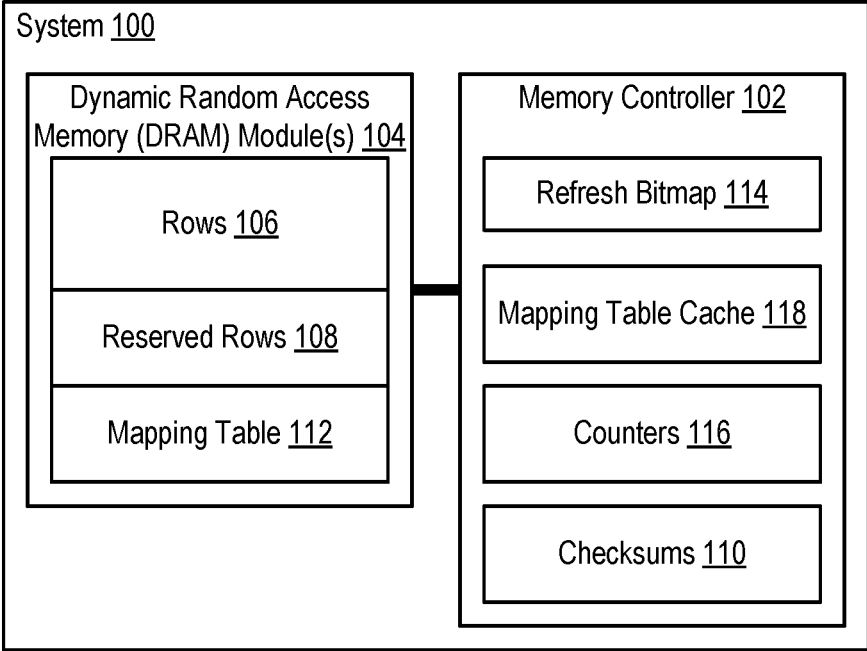 System 100
Dynamic Random Access
Memory (DRAM) Module(s) 104
Rows 106
Reserved Rows 108
Mapping Table 112
Memory Controller 102
Refresh Bitmap 114
Mapping Table Cache 118
Counters 116
Checksums 110